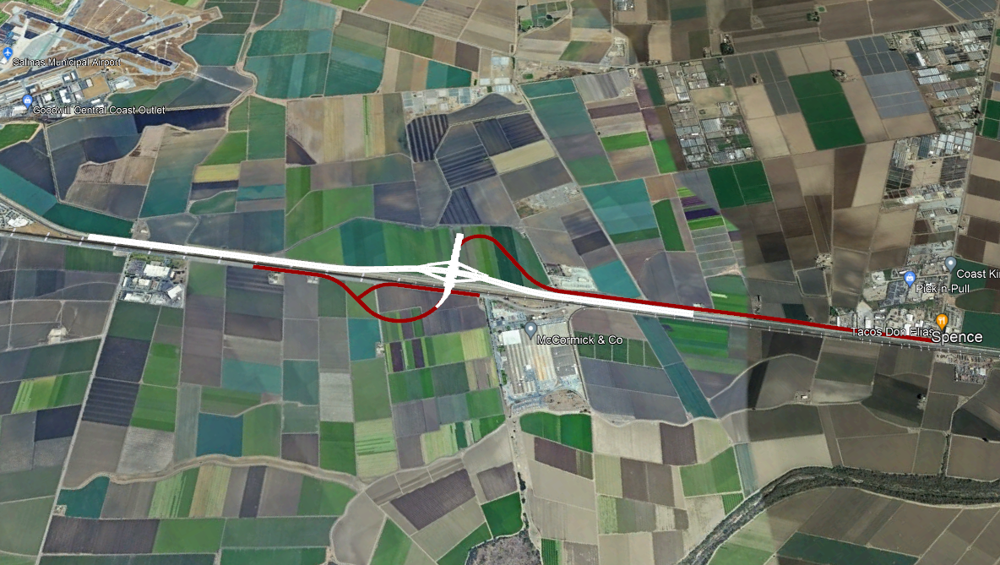 Salinas Municipal Airport
Goodwill Central Coast Outlet
Coast Ki
Pick-n-Pull
Tacos Don Elias
Spence
McCormick & Co